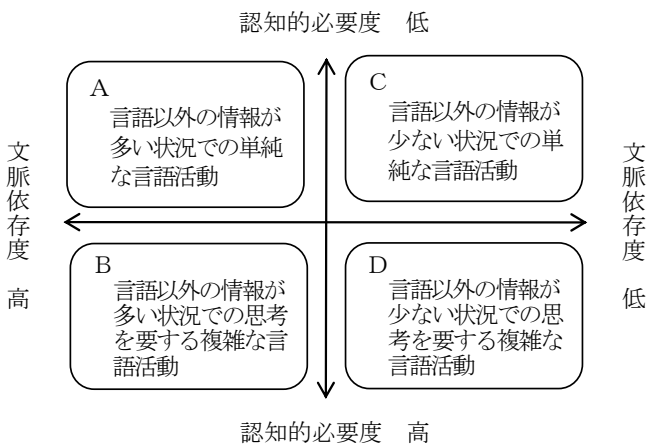 認知的必要度　低
A
言語以外の情報が
多い状況での単純
な言語活動
C
言語以外の情報が
少ない状況での単
純な言語活動
文脈依存度　高
文脈依存度　低
B
言語以外の情報が
多い状況での思考
を要する複雑な言
語活動
D
言語以外の情報が
少ない状況での思
考を要する複雑な
言語活動
認知的必要度　高